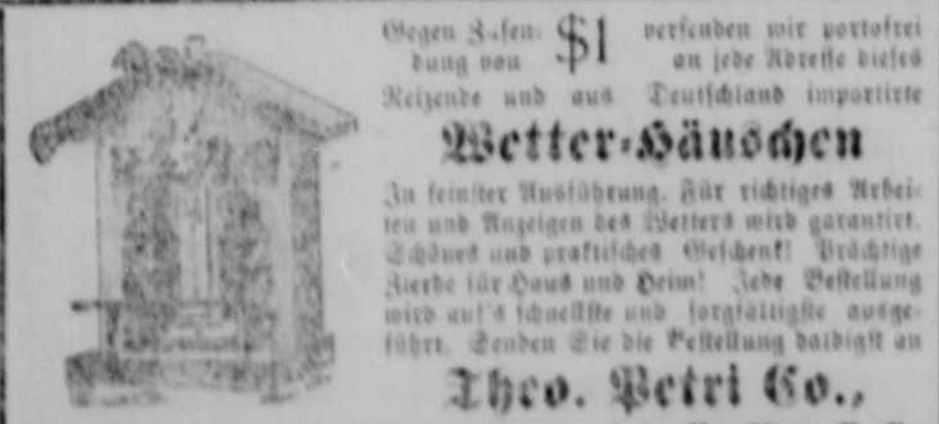 Gegen Zusen- $1 versenden wir portofrei
dung von an jede Adresse dieses
Reizende und aus Deutschland importirte
Wetter-Häuschen
In feinster Ausführung. Für richtiges Arbei-
ten und Anzeigen des Wetters wird garantirt.
Schönes und praktisches Geschenk! Prächtige
Zierde für Haus und Heim! Jede Bestellung
wird auf's schnellste und sorgfältigste ausge-
führt. Senden Sie die Bestellung baldigst an
Theo. Petri Co.,